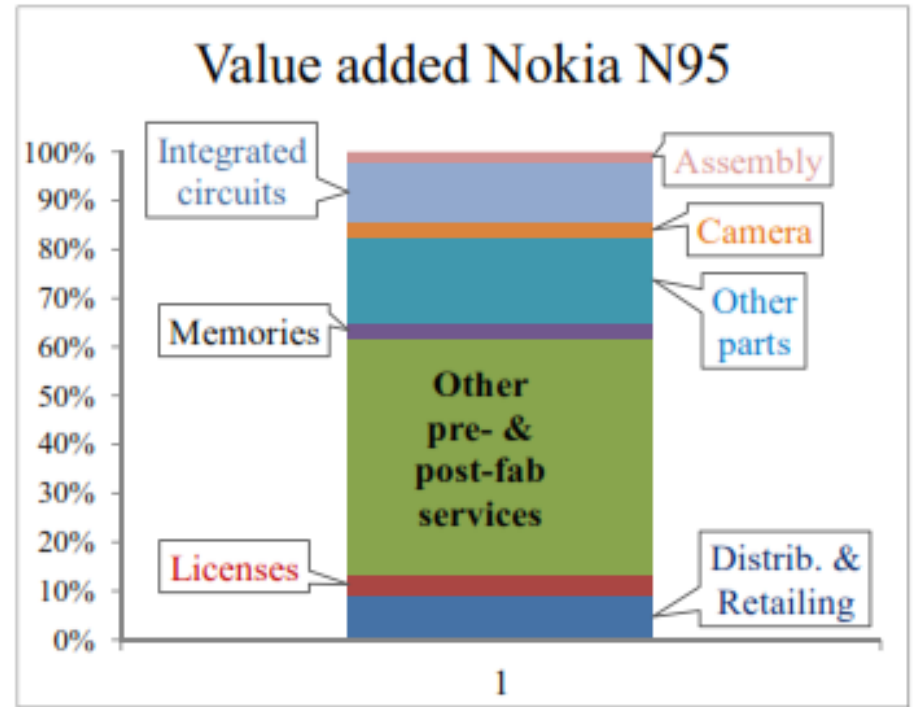 Value added Nokia N95
100%
90%
80%
70%
60%
50%
40%
30%
20%
10%
0%
Integrated
circuits
Assembly
Camera
Other
parts
Memories
Other
pre- &
post-fab
services
Licenses
Distrib. &
Retailing
1